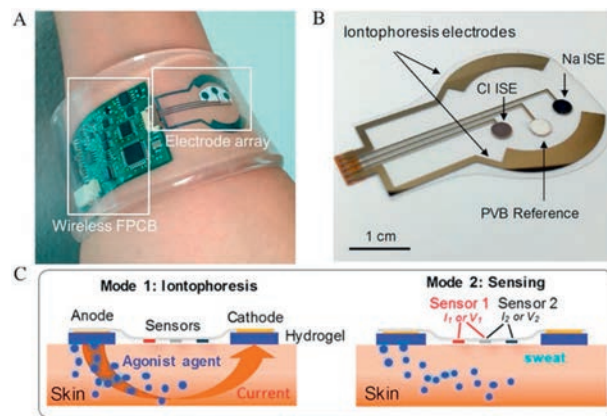 A
Electrode array
Wireless FPCB
B
Iontophoresis electrodes
Na ISE
Cl ISE
PVB Reference
1 cm
C
Mode 1: Iontophoresis
Anode
Sensors
Cathode
Hydrogel
Agonist agent
Skin
Current
Mode 2: Sensing
Sensor 1
I₁ or V₁
Sensor 2
I₂ or V₂
sweat
Skin